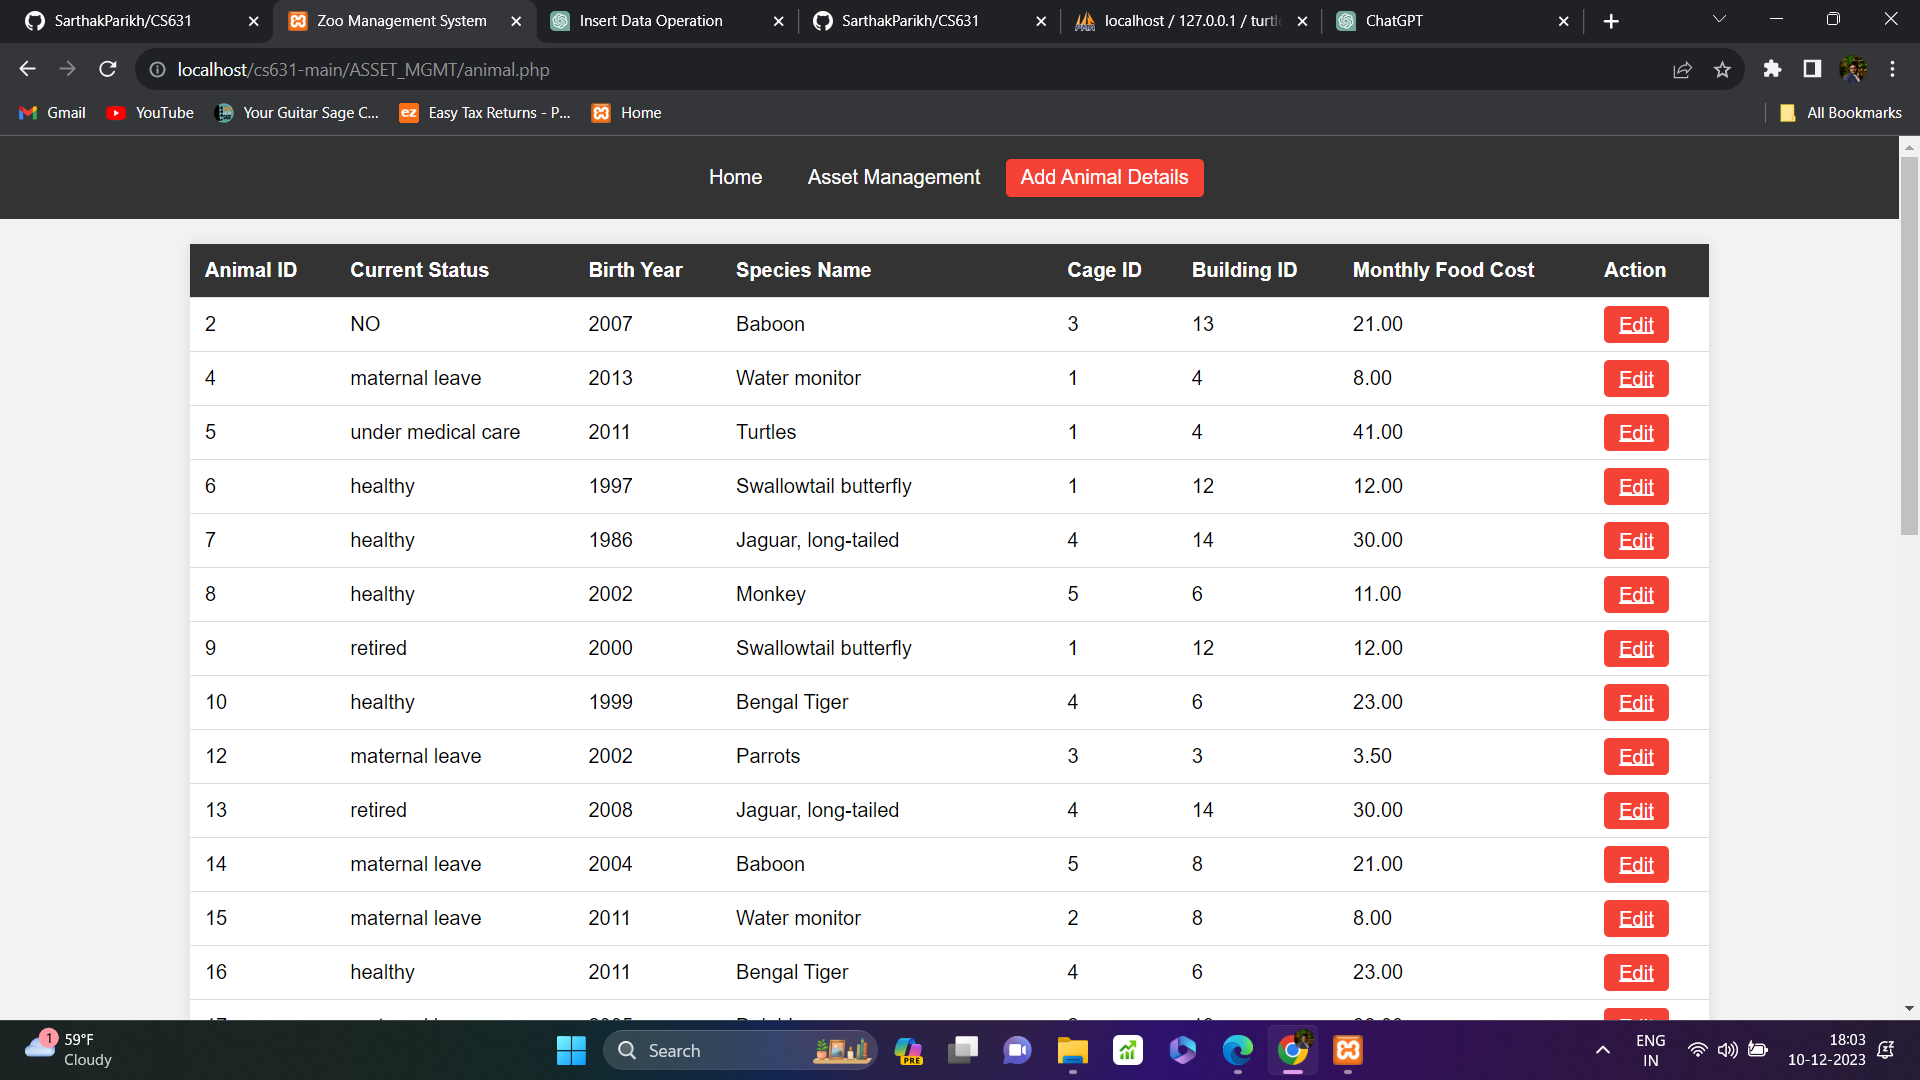 SarthakParikh/CS631
Zoo Management System
Insert Data Operation
SarthakParikh/CS631
localhost / 127.0.0.1 / turtl
ChatGPT
localhost/cs631-main/ASSET_MGMT/animal.php
Gmail
YouTube
Your Guitar Sage C...
ez Easy Tax Returns - P...
Home
All Bookmarks
Home Asset Management Add Animal Details
Animal ID Current Status Birth Year Species Name Cage ID Building ID Monthly Food Cost Action
2 NO 2007 Baboon 3 13 21.00 Edit
4 maternal leave 2013 Water monitor 1 4 8.00 Edit
5 under medical care 2011 Turtles 1 4 41.00 Edit
6 healthy 1997 Swallowtail butterfly 1 12 12.00 Edit
7 healthy 1986 Jaguar, long-tailed 4 14 30.00 Edit
8 healthy 2002 Monkey 5 6 11.00 Edit
9 retired 2000 Swallowtail butterfly 1 12 12.00 Edit
10 healthy 1999 Bengal Tiger 4 6 23.00 Edit
12 maternal leave 2002 Parrots 3 3 3.50 Edit
13 retired 2008 Jaguar, long-tailed 4 14 30.00 Edit
14 maternal leave 2004 Baboon 5 8 21.00 Edit
15 maternal leave 2011 Water monitor 2 8 8.00 Edit
16 healthy 2011 Bengal Tiger 4 6 23.00 Edit
1
59°F
Cloudy
Search
PRE
ENG
IN
18:03
10-12-2023